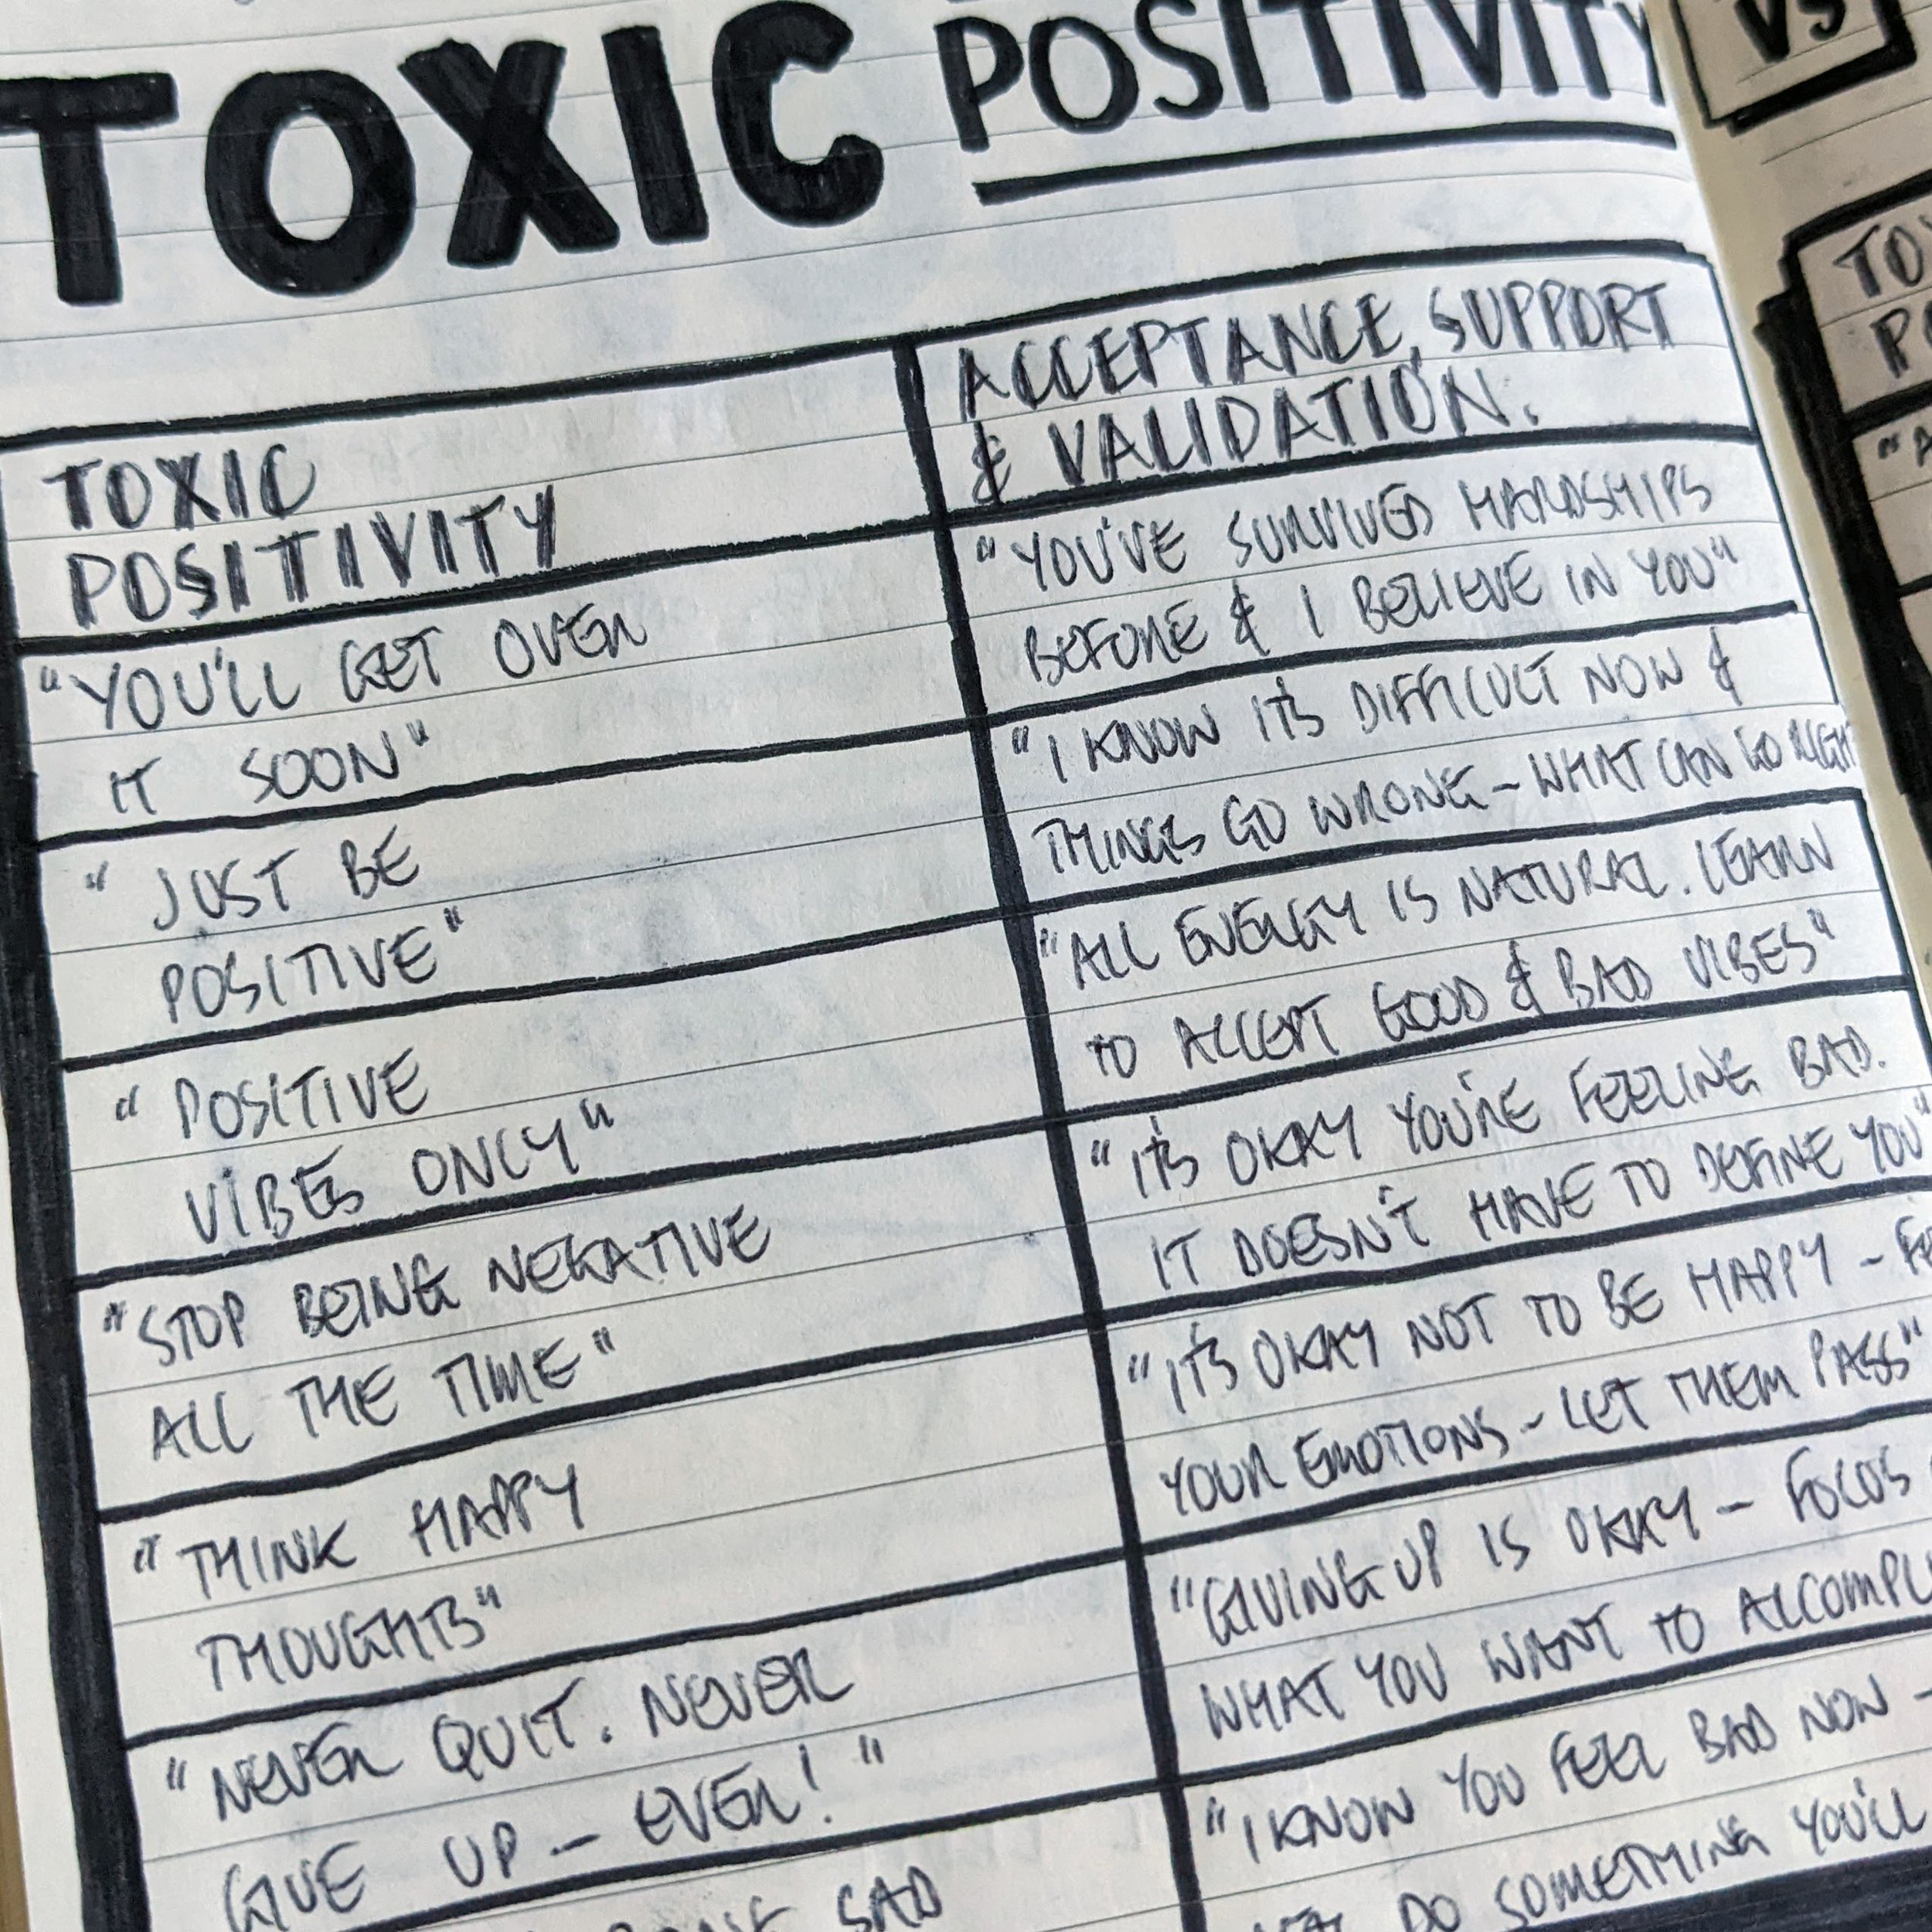 TOXIC POSITIVITY
VS
TOXIC
POSITIVITY
ACCEPTANCE, SUPPORT
& VALIDATION.
"YOU'LL GET OVER
IT SOON"
"YOU'VE SURVIVED HARDSHIPS
BEFORE & I BELIEVE IN YOU"
"JUST BE
POSITIVE"
"I KNOW IT'S DIFFICULT NOW &
THINGS GO WRONG - WHAT CAN GO RIGHT
"POSITIVE
VIBES ONLY"
"ALL ENERGY IS NATURAL. LEARN
TO ACCEPT GOOD & BAD VIBES"
"STOP BEING NEGATIVE
ALL THE TIME"
"IT'S OKAY YOU'RE FEELING BAD.
IT DOESN'T HAVE TO DEFINE YOU"
"THINK HAPPY
THOUGHTS"
"IT'S OKAY NOT TO BE HAPPY -
YOUR EMOTIONS - LET THEM PASS"
"NEVER QUIT. NEVER
GIVE UP - EVER!"
"GIVING UP IS OKAY - FOCUS
WHAT YOU WANT TO
SAD
"I KNOW YOU FEEL BAD NOW -
DO SOMETHING YOU'LL
TO
P
"A